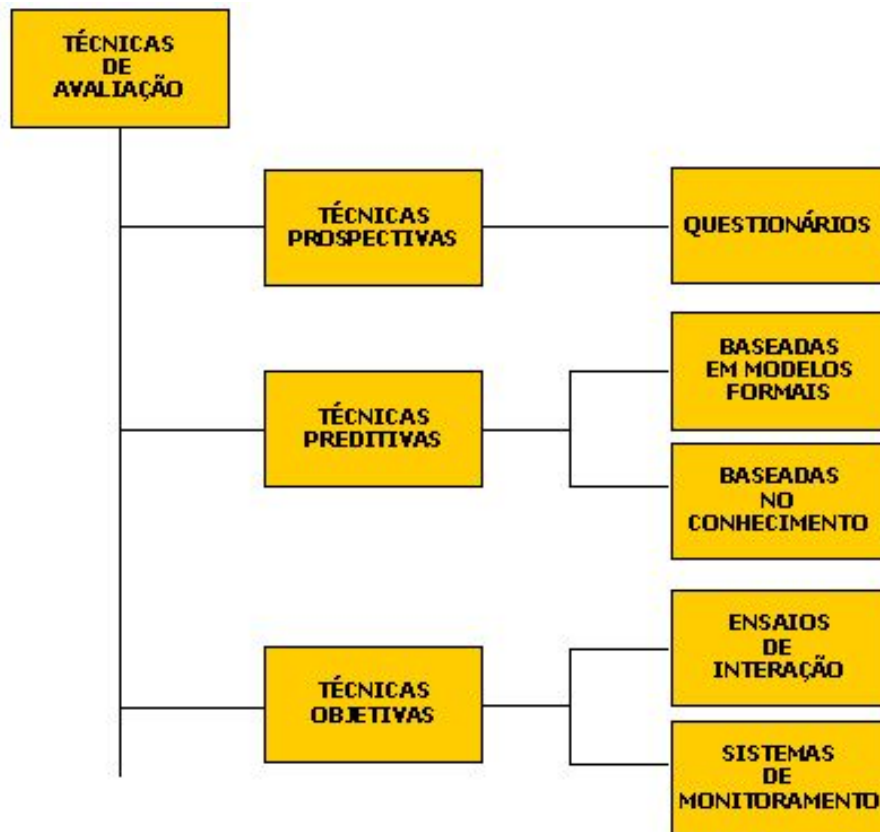 TÉCNICAS
DE
AVALIAÇÃO
TÉCNICAS
PROSPECTIVAS
QUESTIONÁRIOS
TÉCNICAS
PREDITIVAS
BASEADAS
EM MODELOS
FORMAIS
BASEADAS
NO
CONHECIMENTO
TÉCNICAS
OBJETIVAS
ENSAIOS
DE
INTERAÇÃO
SISTEMAS
DE
MONITORAMENTO